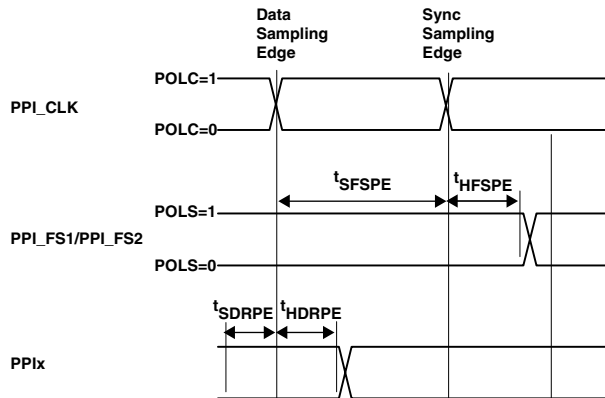 Data
Sampling
Edge
Sync
Sampling
Edge
POLC=1
PPI_CLK
POLC=0
tSFSPE
tHFSPE
POLS=1
PPI_FS1/PPI_FS2
POLS=0
tSDRPE
tHDRPE
PPIx